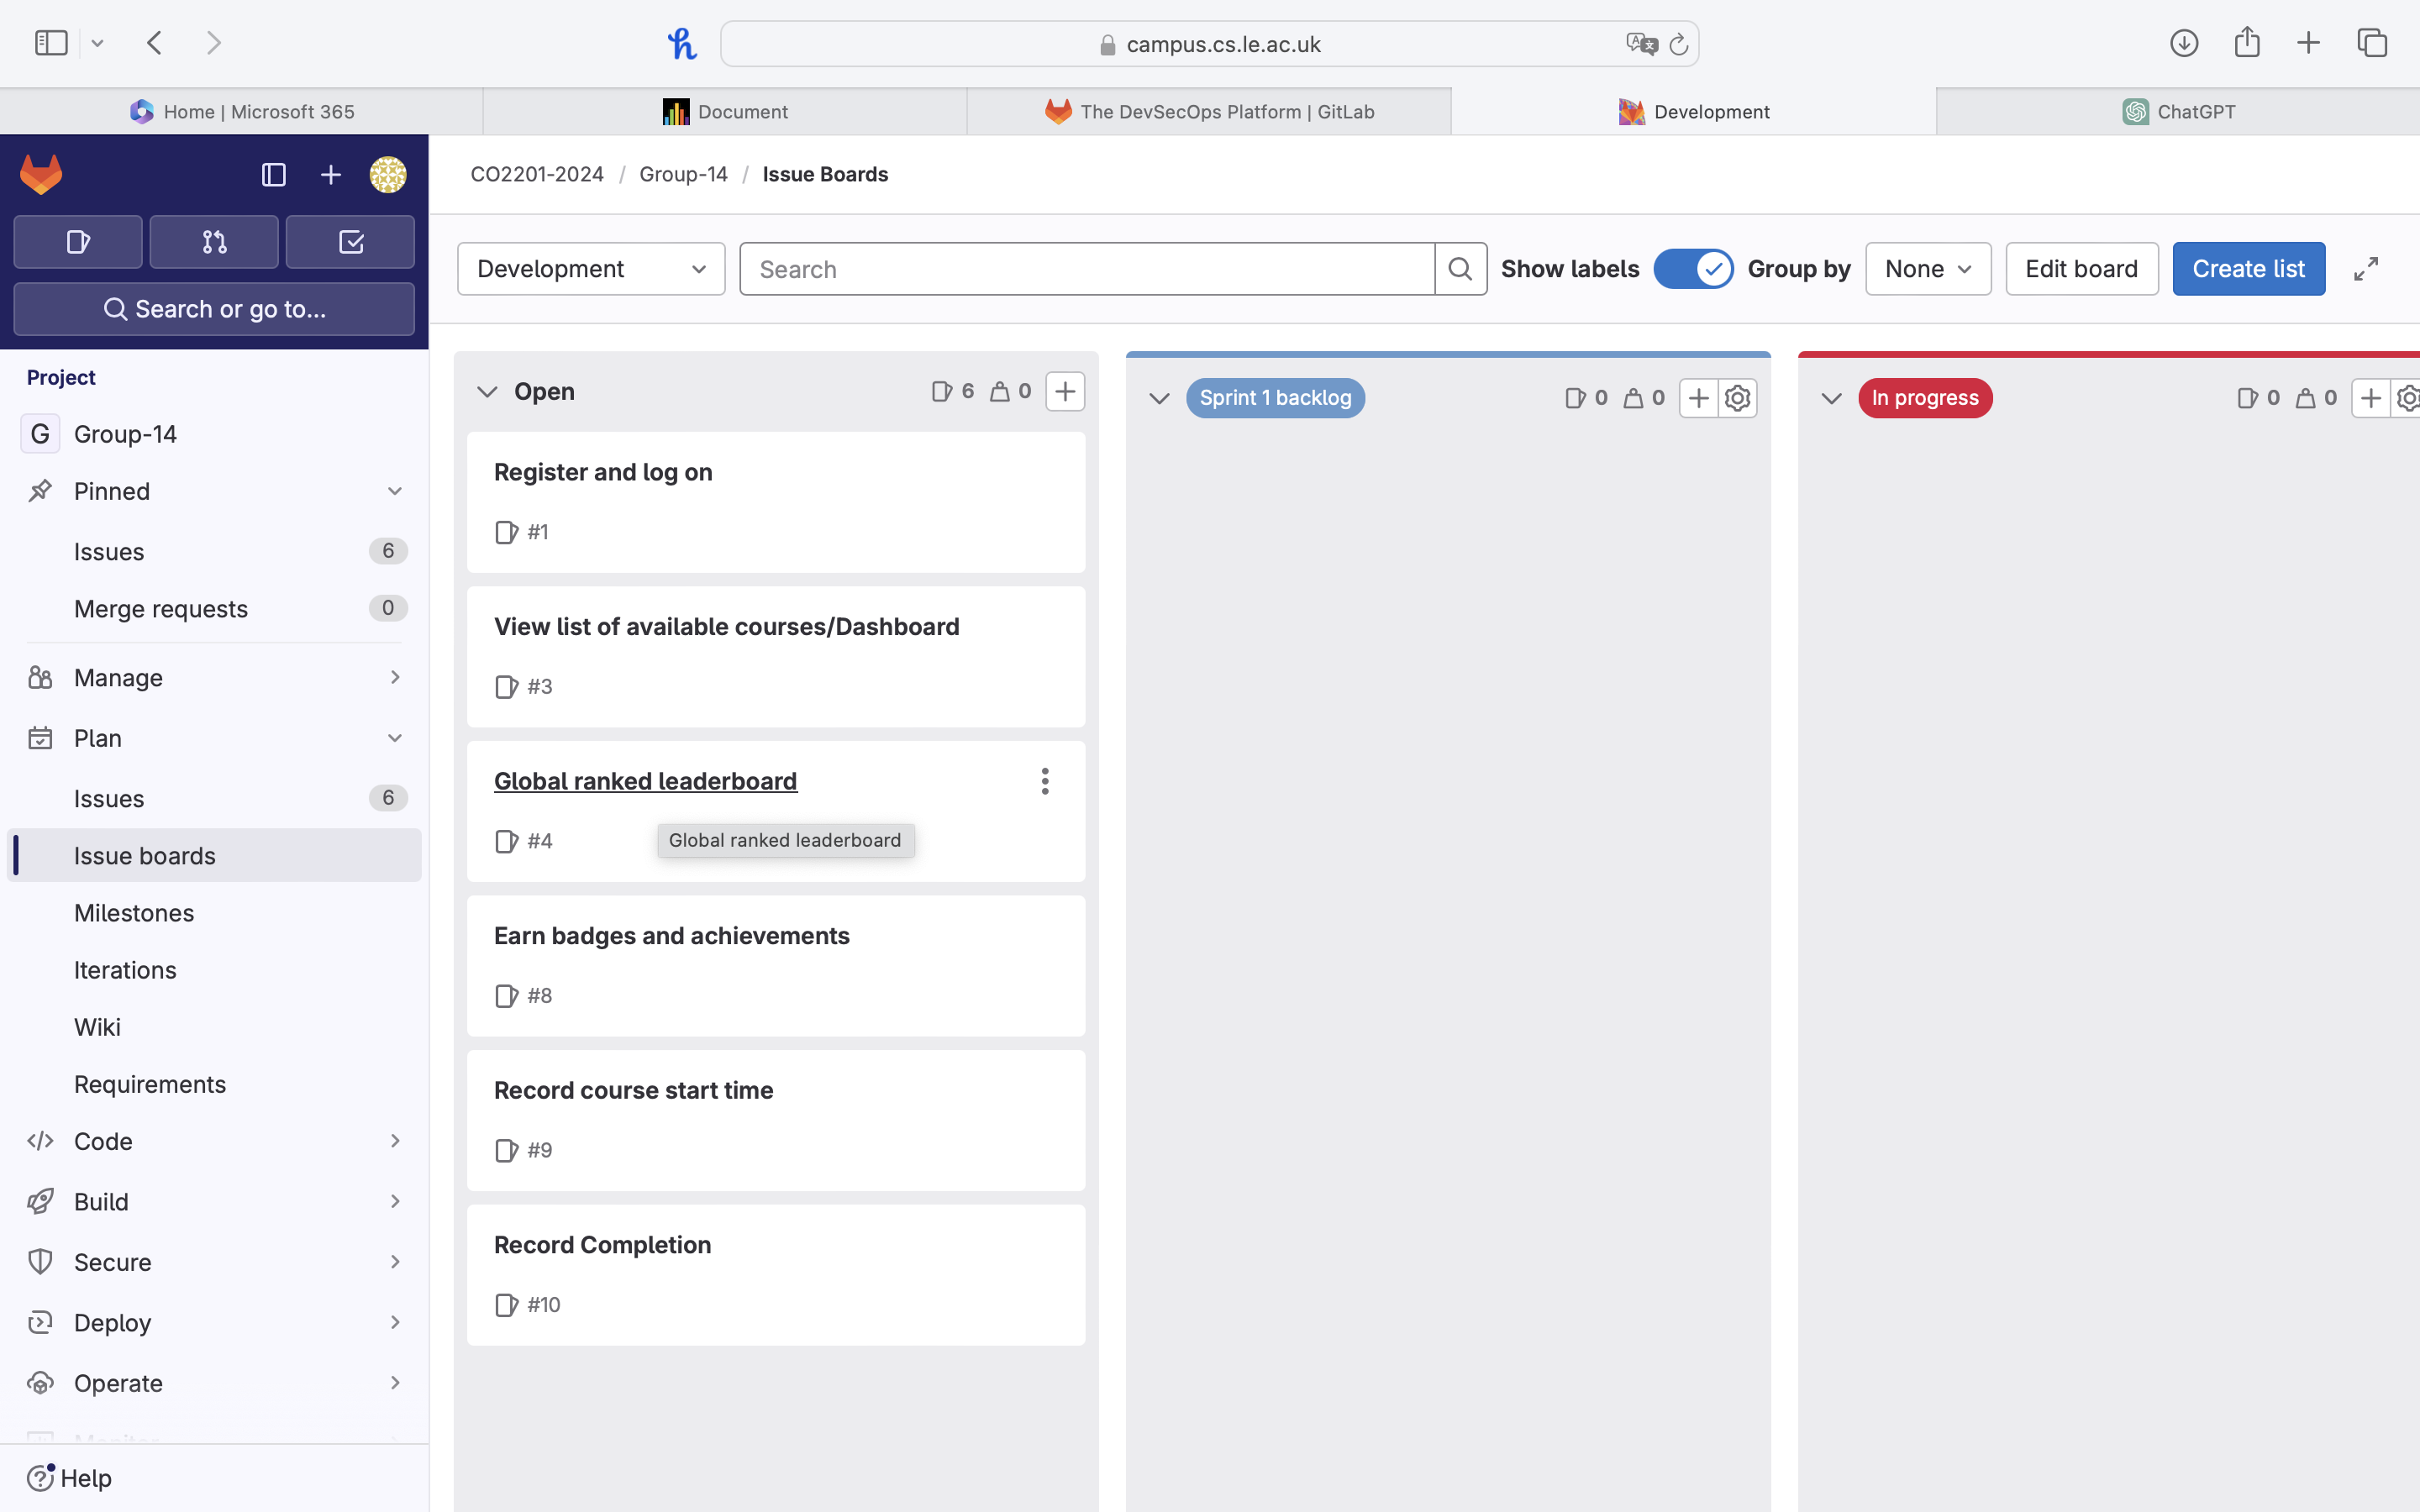 campus.cs.le.ac.uk
Home | Microsoft 365
Document
The DevSecOps Platform | GitLab
Development
ChatGPT
CO2201-2024 / Group-14 / Issue Boards
Search or go to...
Development
Search
Show labels
Group by
None
Edit board
Create list
Project
G Group-14
Pinned
Issues 6
Merge requests 0
Manage
Plan
Issues 6
Issue boards
Milestones
Iterations
Wiki
Requirements
Code
Build
Secure
Deploy
Operate
Monitor
Help
Open 6 0
Register and log on
#1
View list of available courses/Dashboard
#3
Global ranked leaderboard
#4
Global ranked leaderboard
Earn badges and achievements
#8
Record course start time
#9
Record Completion
#10
Sprint 1 backlog 0 0
In progress 0 0